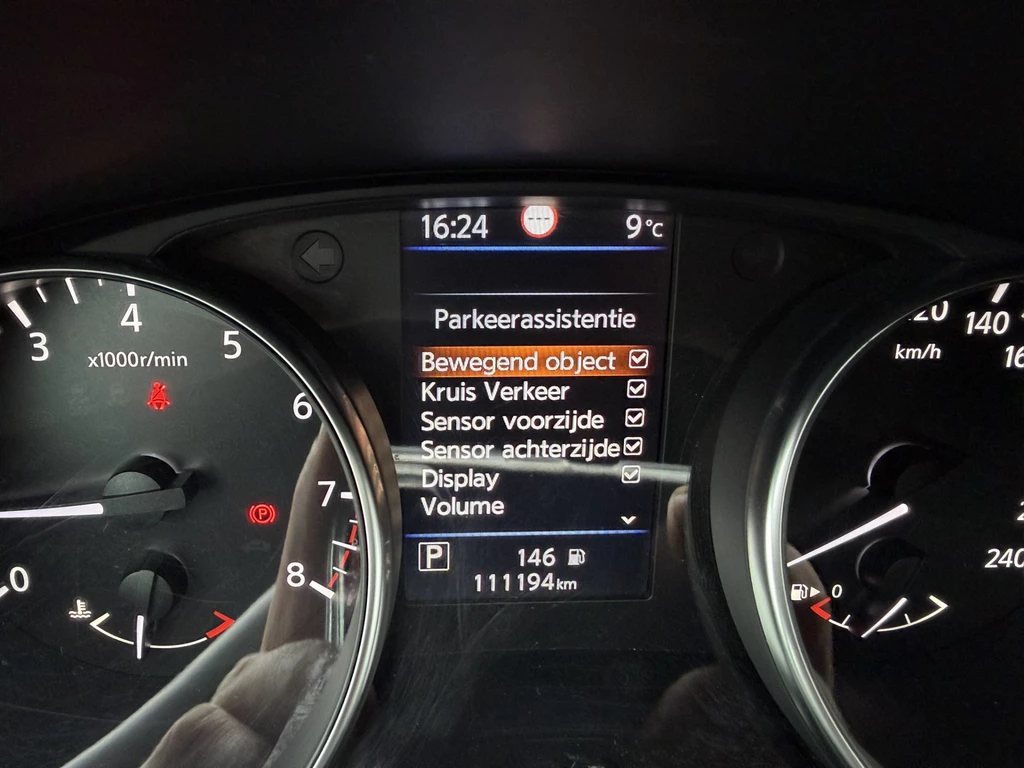 16:24 --- 9°C
Parkeerassistentie
Bewegend object
Kruis Verkeer
Sensor voorzijde
Sensor achterzijde
Display
Volume
P 146
111194km
0
3
4
5
6
7
8
x1000r/min
P
140
km/h
240
0